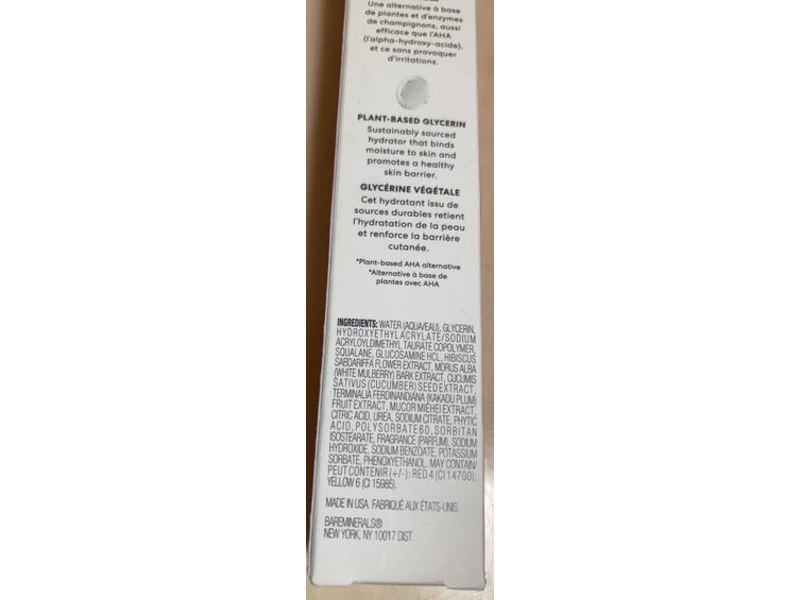 Une alternative à base
de plantes et d'enzymes
de champignons, aussi
efficace que l'AHA
(l'alpha-hydroxy-acide),
et ce sans provoquer
d'irritations.
PLANT-BASED GLYCERIN
Sustainably sourced
hydrator that binds
moisture to skin and
promotes a healthy
skin barrier.
GLYCÉRINE VÉGÉTALE
Cet hydratant issu de
sources durables retient
l'hydratation de la peau
et renforce la barrière
cutanée.
*Plant-based AHA alternative
*Alternative à base de
plantes avec AHA
INGREDIENTS: WATER (AQUA/EAU), GLYCERIN,
HYDROXYETHYL ACRYLATE/SODIUM
ACRYLOYLDIMETHYL TAURATE COPOLYMER,
SQUALANE, GLUCOSAMINE HCL, HIBISCUS
SABDARIFFA FLOWER EXTRACT, MORUS ALBA
(WHITE MULBERRY) BARK EXTRACT, CUCUMIS
SATIVUS (CUCUMBER) SEED EXTRACT,
TERMINALIA FERDINANDIANA (KAKADU PLUM)
FRUIT EXTRACT, MUCOR MIEHEI EXTRACT,
CITRIC ACID, UREA, SODIUM CITRATE, PHYTIC
ACID, POLYSORBATE 60, SORBITAN
ISOSTEARATE, FRAGRANCE (PARFUM), SODIUM
HYDROXIDE, SODIUM BENZOATE, POTASSIUM
SORBATE, PHENOXYETHANOL. MAY CONTAIN/
PEUT CONTENIR (+/-): RED 4 (CI 14700),
YELLOW 6 (CI 15985).
MADE IN USA. FABRIQUÉ AUX ÉTATS-UNIS.
BAREMINERALS®
NEW YORK, NY 10017 DIST.